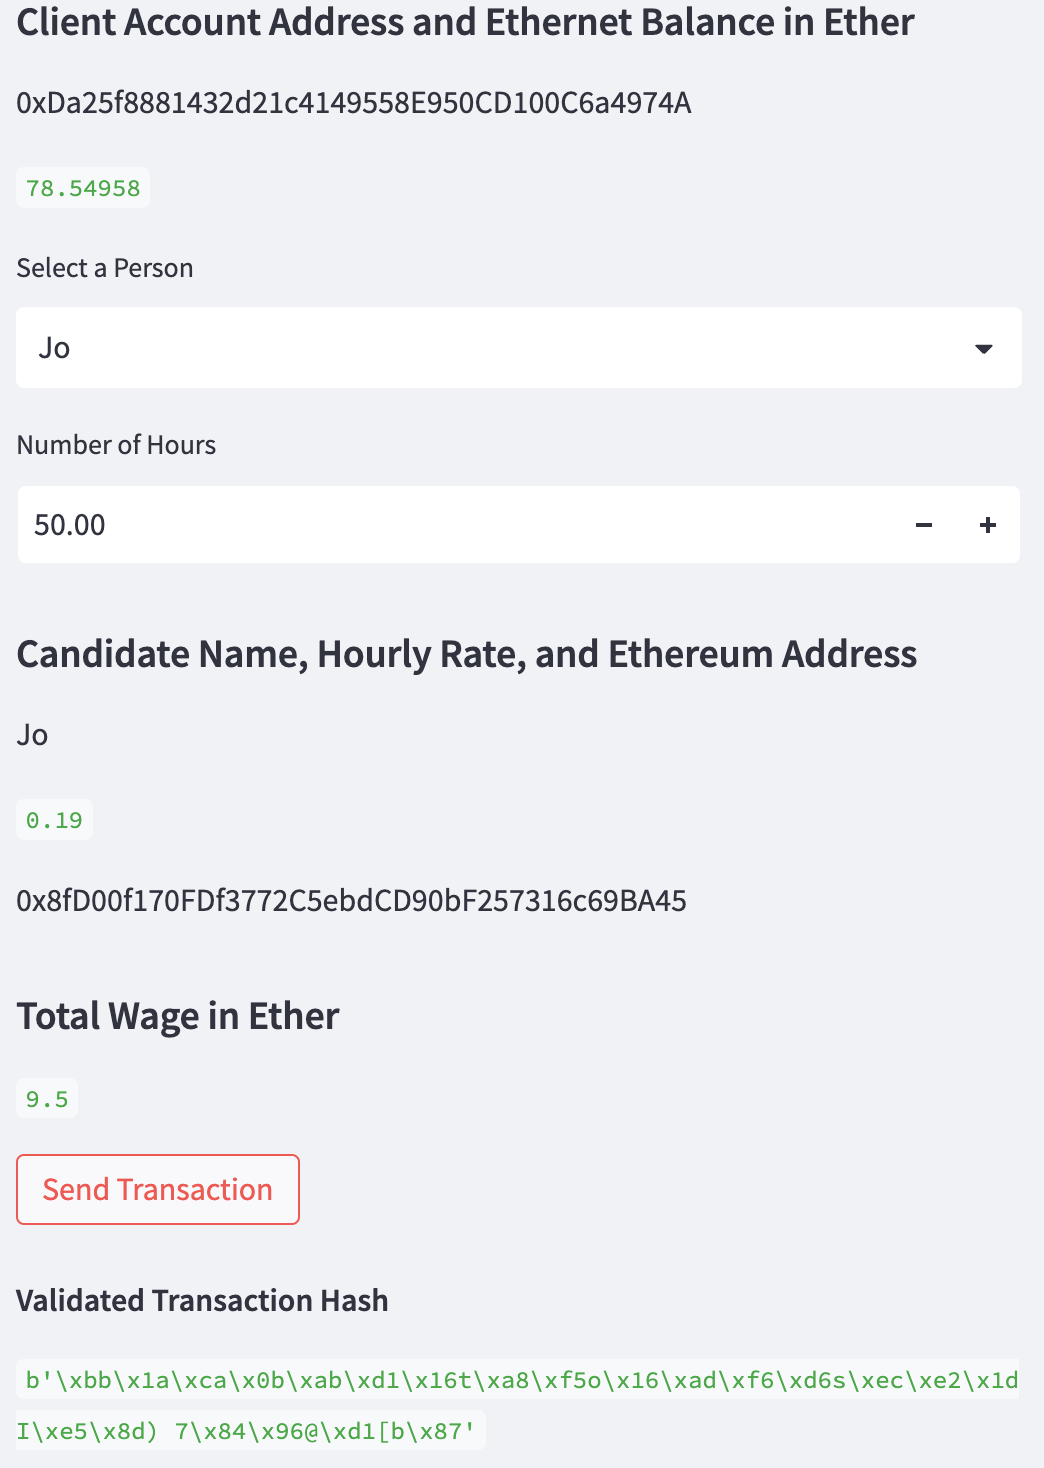 Client Account Address and Ethernet Balance in Ether
0xDa25f8881432d21c4149558E950CD100C6a4974A
78.54958
Select a Person
Jo
Number of Hours
50.00
Candidate Name, Hourly Rate, and Ethereum Address
Jo
0.19
0x8fD00f170FDf3772C5ebdCD90bF257316c69BA45
Total Wage in Ether
9.5
Send Transaction
Validated Transaction Hash
b'\xbb\x1a\xca\x0b\xab\xd1\x16t\xa8\xf5o\x16\xad\xf6\xd6s\xec\xe2\x1d
I\xe5\x8d) 7\x84\x96@\xd1[b\x87'